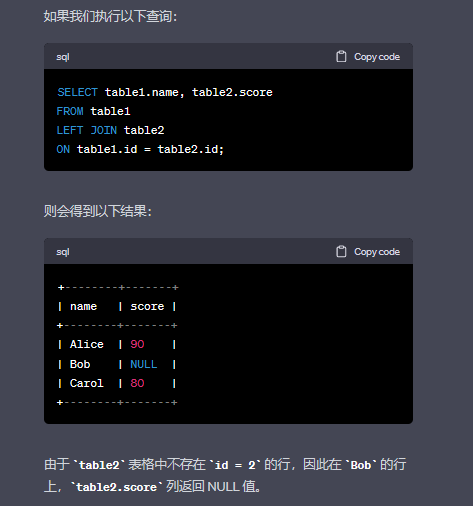 如果我们执行以下查询：
sql Copy code
SELECT table1.name, table2.score
FROM table1
LEFT JOIN table2
ON table1.id = table2.id;
则会得到以下结果：
sql Copy code
+--------+-------+
| name   | score |
+--------+-------+
| Alice  | 90    |
| Bob    | NULL  |
| Carol  | 80    |
+--------+-------+
由于 `table2` 表格中不存在 `id = 2` 的行，因此在 `Bob` 的行
上，`table2.score` 列返回 NULL 值。